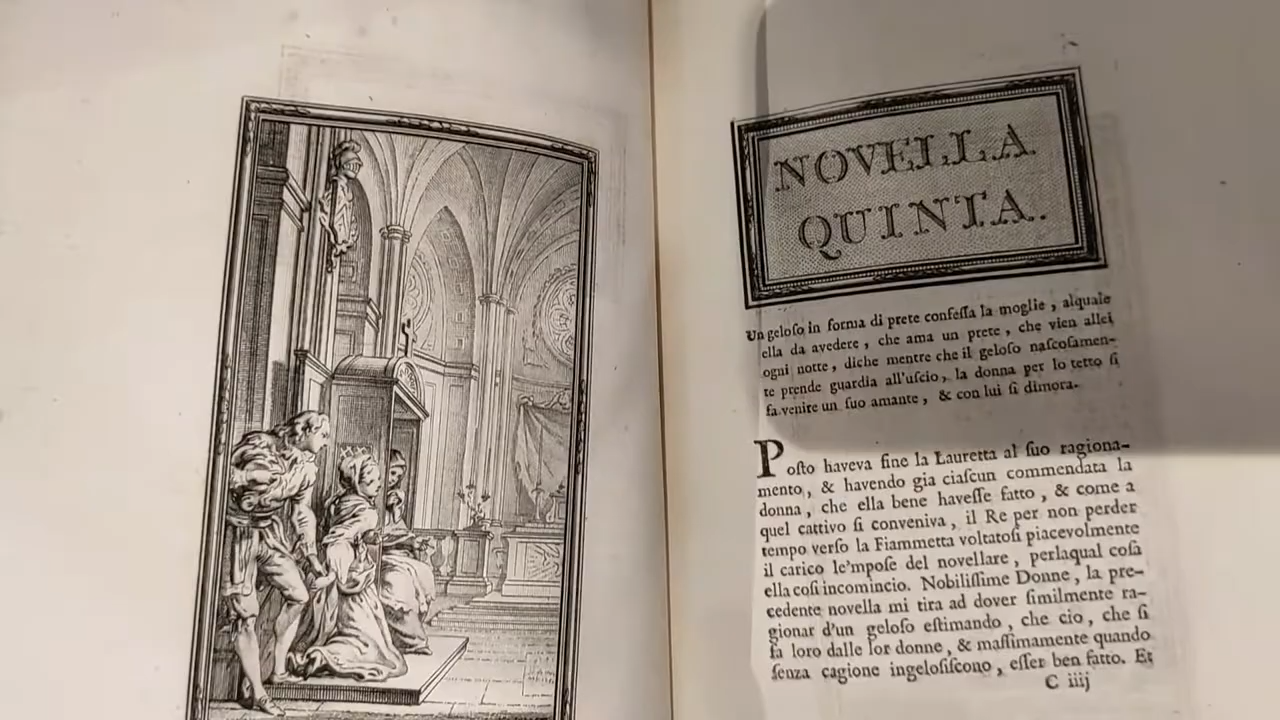 NOVELLA
QUINTA.
Un geloſo in forma di prete confeſſa la moglie, alquale
ella da avedere, che ama un prete, che vien allei
ogni notte, diche mentre che il geloſo naſcoſamen-
te prende guardia all'uſcio, la donna per lo tetto ſi
fa venire un ſuo amante, & con lui ſi dimora.
Poſto haveva fine la Lauretta al ſuo ragiona-
mento, & havendo gia ciaſcun commendata la
donna, che ella bene haveſſe fatto, & come a
quel cattivo ſi conveniva, il Re per non perder
tempo verſo la Fiammetta voltatoſi piacevolmente
il carico le'mpoſe del novellare, perlaqual coſa
ella coſi incomincio. Nobiliſſime Donne, la pre-
cedente novella mi tira ad dover ſimilmente ra-
gionar d'un geloſo eſtimando, che cio, che ſi
fa loro dalle lor donne, & maſſimamente quando
ſenza cagione ingeloſiſcono, eſſer ben fatto. Et
C iiij